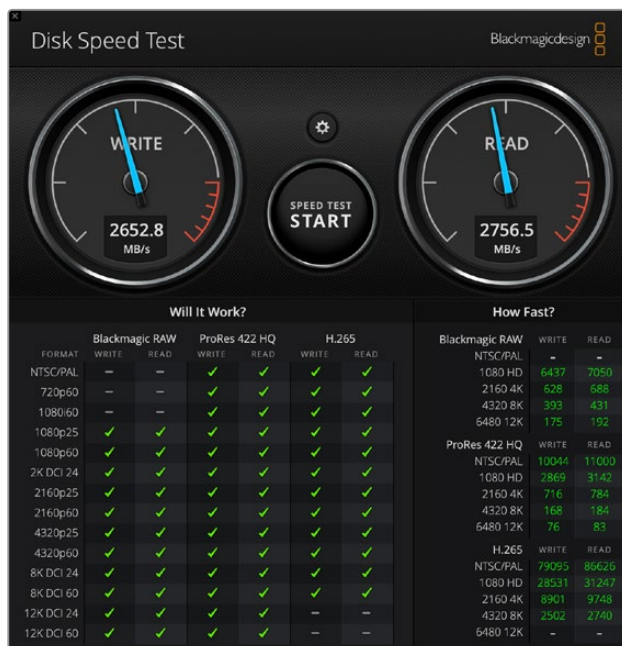 Disk Speed Test
Blackmagicdesign
WRITE
2652.8
MB/s
SPEED TEST
START
READ
2756.5
MB/s
Will It Work?
Blackmagic RAW ProRes 422 HQ H.265
FORMAT WRITE READ WRITE READ WRITE READ
NTSC/PAL – – ✓ ✓ ✓ ✓
720p60 – – ✓ ✓ ✓ ✓
1080i60 – – ✓ ✓ ✓ ✓
1080p25 ✓ ✓ ✓ ✓ ✓ ✓
1080p60 ✓ ✓ ✓ ✓ ✓ ✓
2K DCI 24 ✓ ✓ ✓ ✓ ✓ ✓
2160p25 ✓ ✓ ✓ ✓ ✓ ✓
2160p60 ✓ ✓ ✓ ✓ ✓ ✓
4320p25 ✓ ✓ ✓ ✓ ✓ ✓
4320p60 ✓ ✓ ✓ ✓ ✓ ✓
8K DCI 24 ✓ ✓ ✓ ✓ ✓ ✓
8K DCI 60 ✓ ✓ ✓ ✓ ✓ ✓
12K DCI 24 ✓ ✓ ✓ ✓ – –
12K DCI 60 ✓ ✓ ✓ ✓ – –
How Fast?
Blackmagic RAW WRITE READ
NTSC/PAL - -
1080 HD 6437 7050
2160 4K 628 688
4320 8K 393 431
6480 12K 175 192
ProRes 422 HQ WRITE READ
NTSC/PAL 10044 11000
1080 HD 2869 3142
2160 4K 716 784
4320 8K 168 184
6480 12K 76 83
H.265 WRITE READ
NTSC/PAL 79095 86626
1080 HD 28531 31247
2160 4K 8901 9748
4320 8K 2502 2740
6480 12K - -